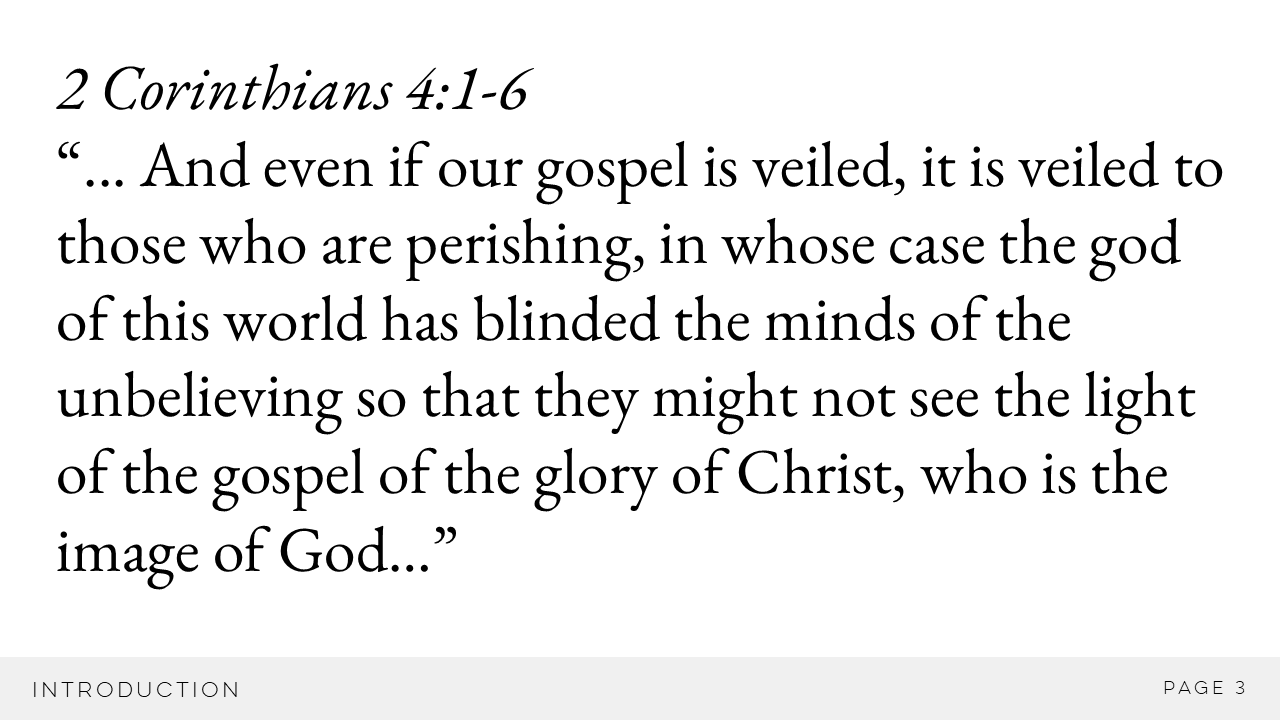 2 Corinthians 4:1-6
“... And even if our gospel is veiled, it is veiled to
those who are perishing, in whose case the god
of this world has blinded the minds of the
unbelieving so that they might not see the light
of the gospel of the glory of Christ, who is the
image of God...”
INTRODUCTION
PAGE 3